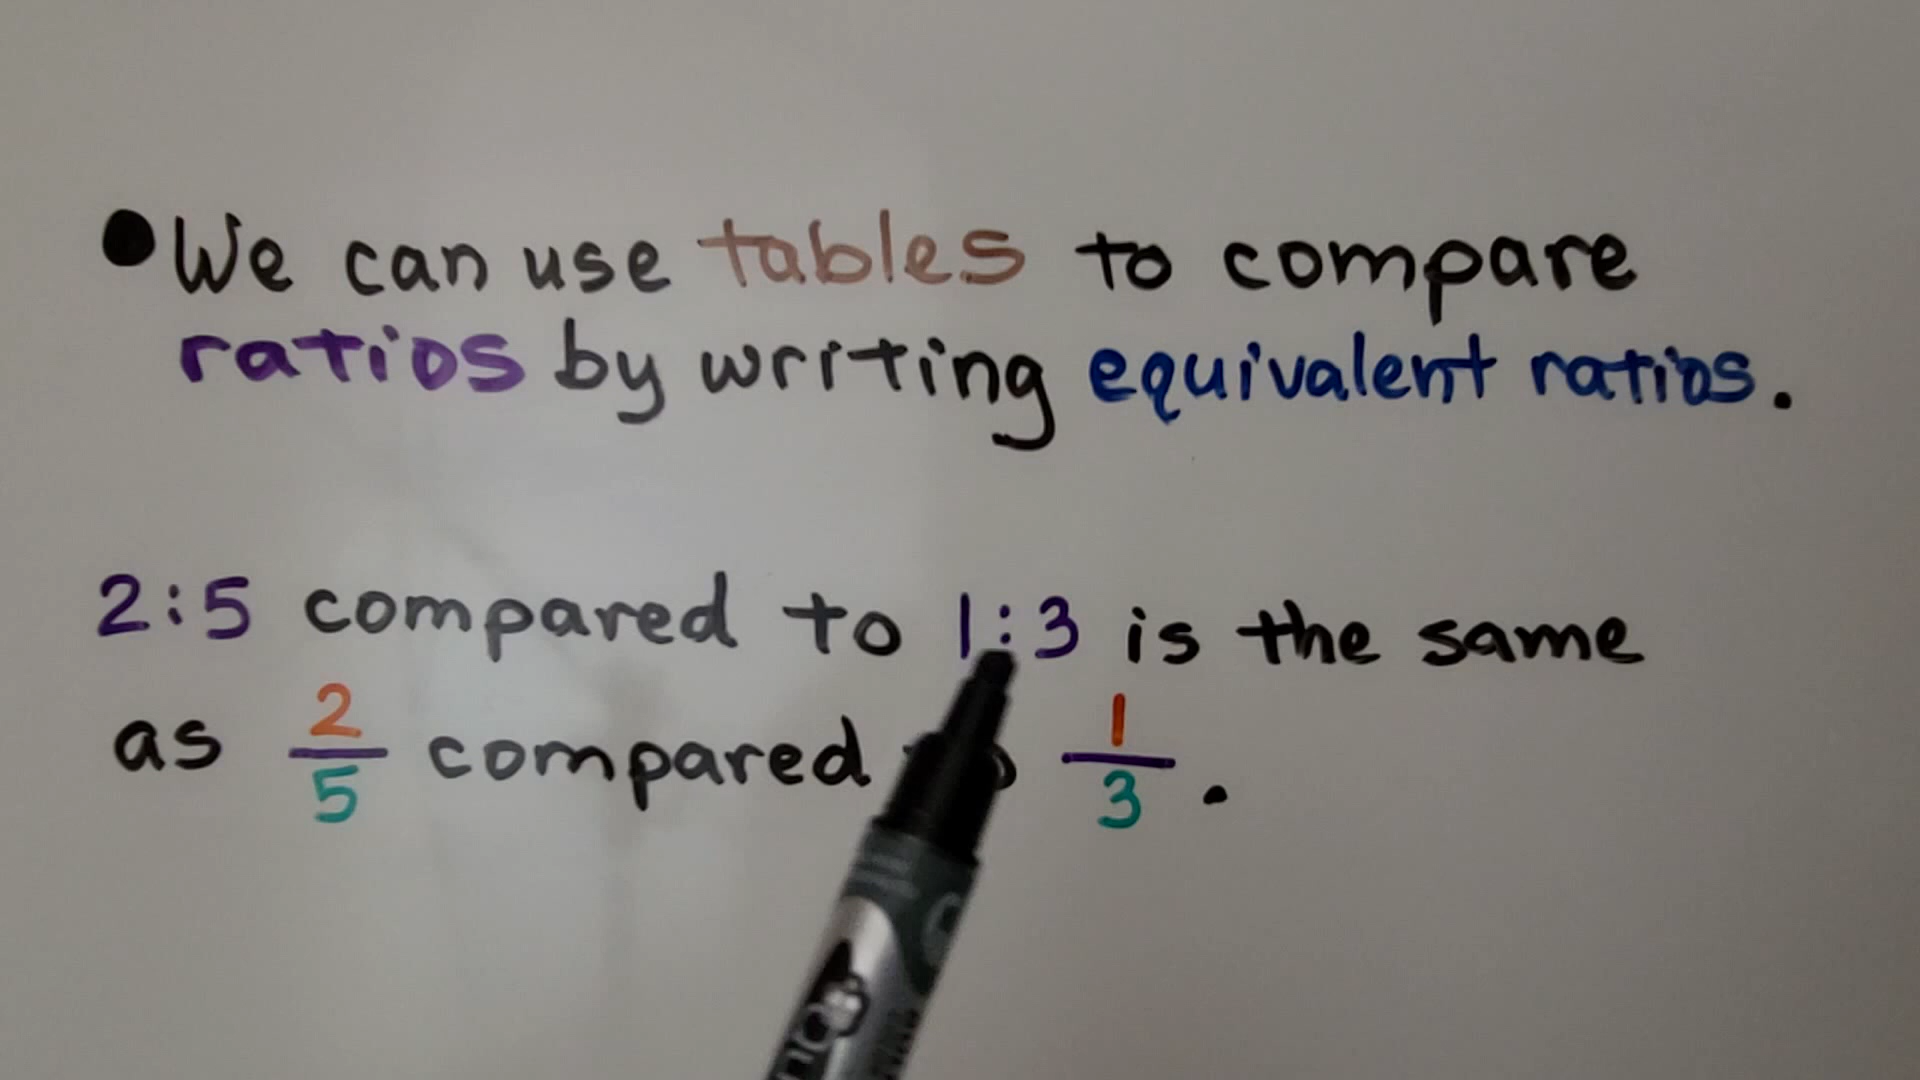 ●We can use tables to compare
ratios by writing equivalent ratios.
2:5 compared to 1:3 is the same
as 2/5 compared 1/3.